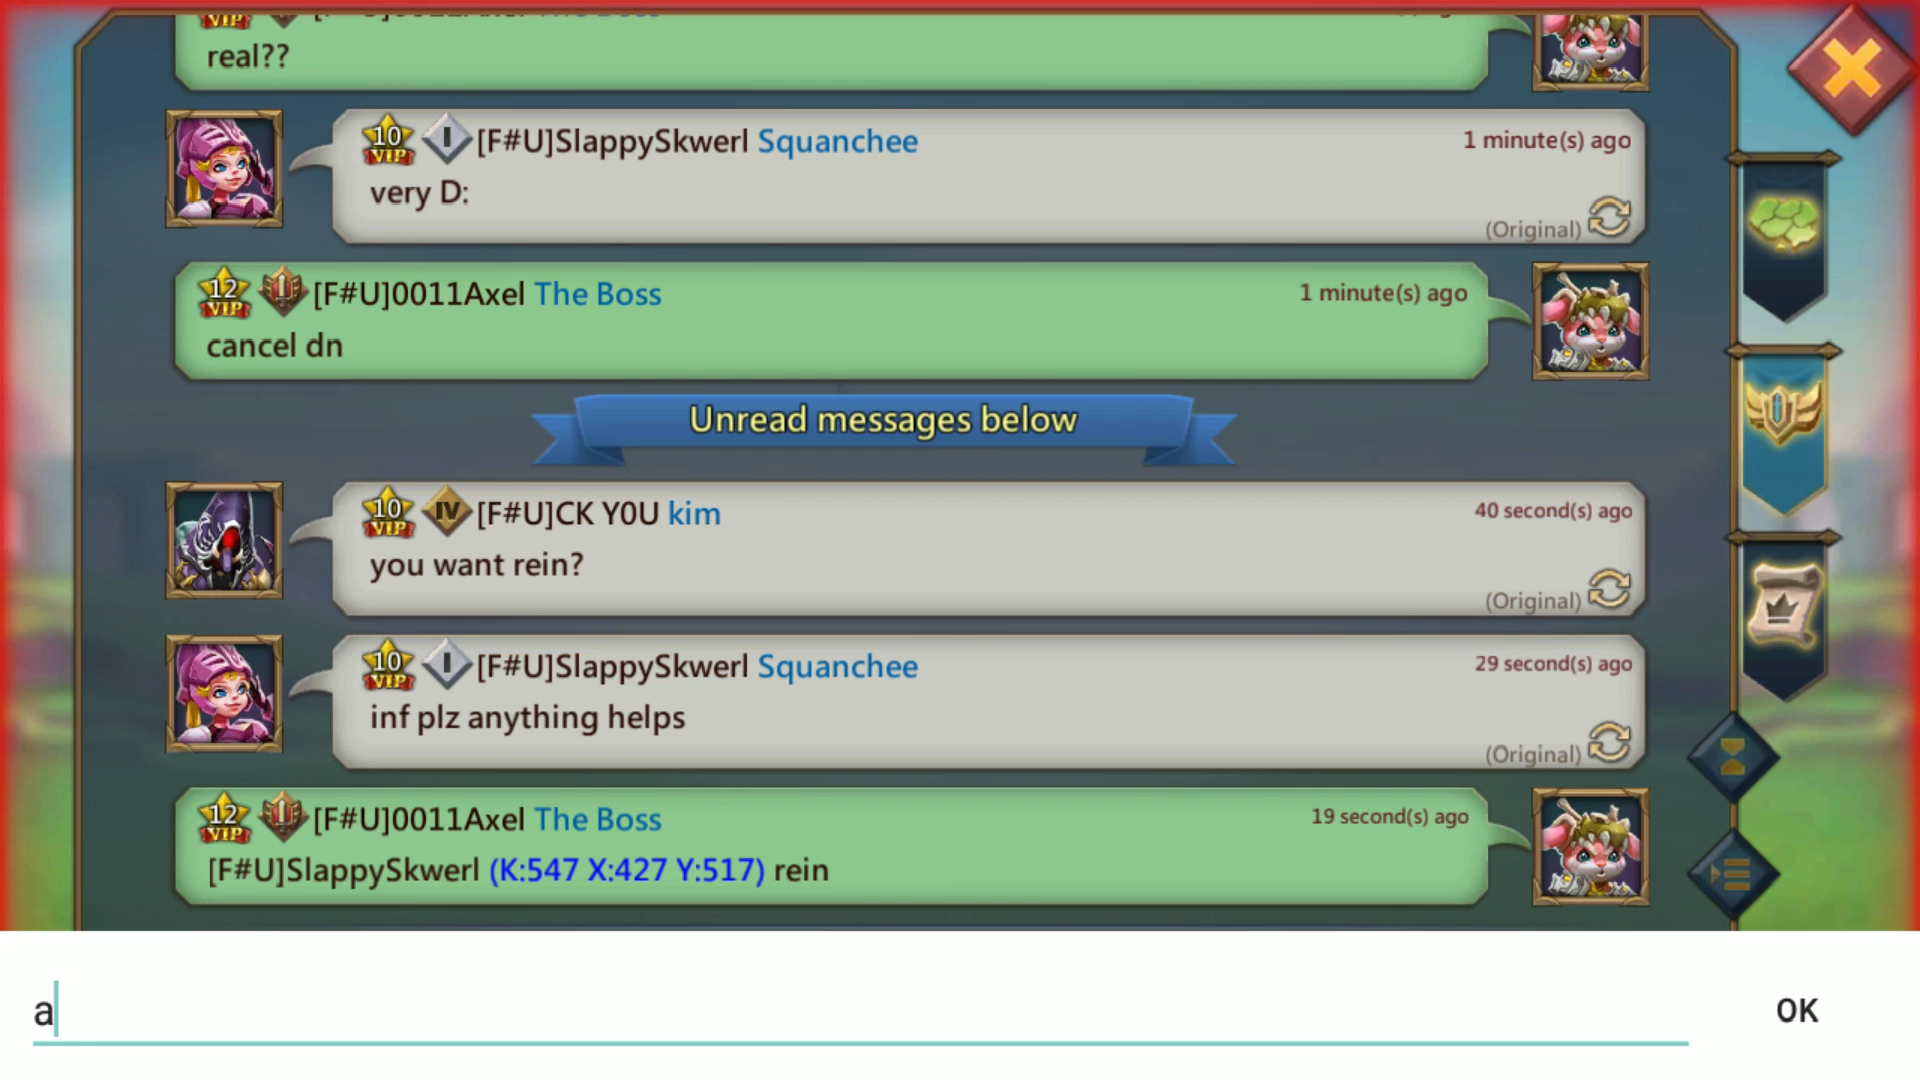 real??
10 VIP I [F#U]SlappySkwerl Squanchee 1 minute(s) ago
very D:
(Original)
12 VIP [F#U]0011Axel The Boss 1 minute(s) ago
cancel dn
Unread messages below
10 VIP IV [F#U]CK Y0U kim 40 second(s) ago
you want rein?
(Original)
10 VIP I [F#U]SlappySkwerl Squanchee 29 second(s) ago
inf plz anything helps
(Original)
12 VIP [F#U]0011Axel The Boss 19 second(s) ago
[F#U]SlappySkwerl (K:547 X:427 Y:517) rein
a
OK